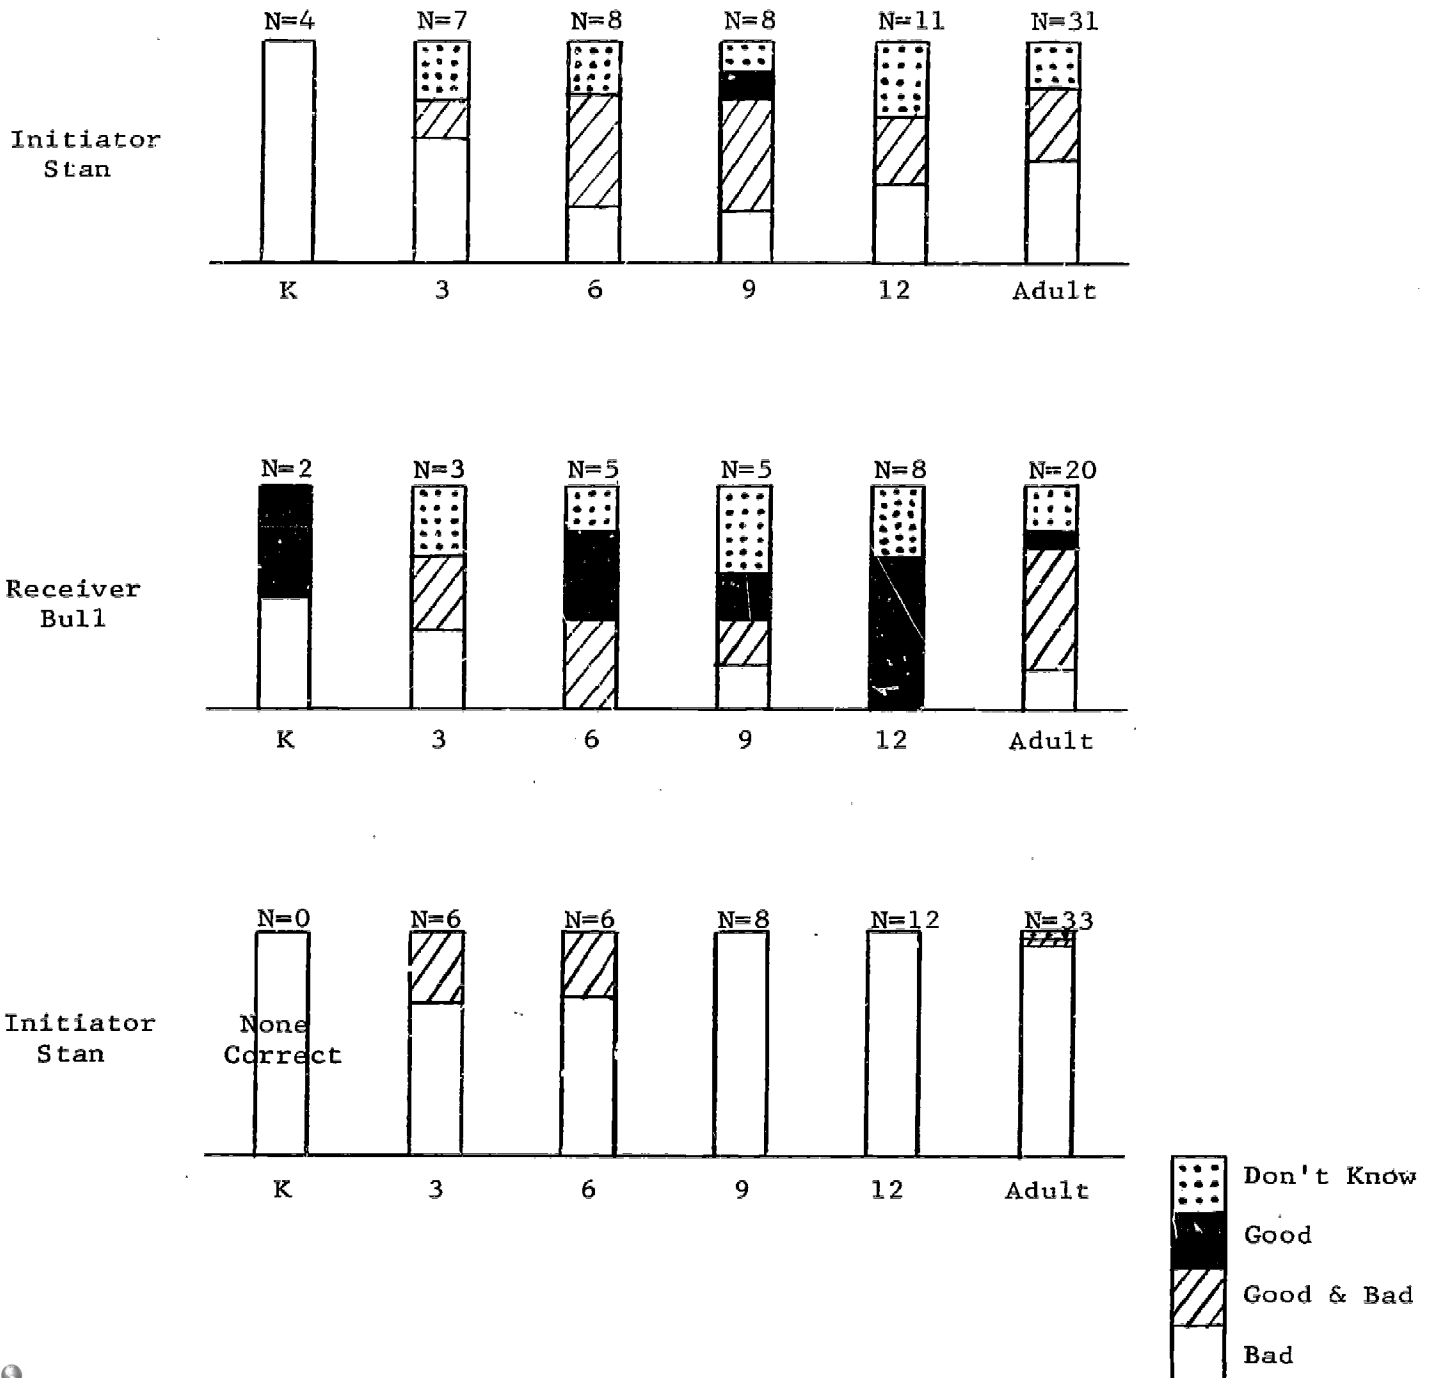 N=4 N=7 N=8 N=8 N=11 N=31
Initiator
Stan
K 3 6 9 12 Adult
N=2 N=3 N=5 N=5 N=8 N=20
Receiver
Bull
K 3 6 9 12 Adult
N=0 N=6 N=6 N=8 N=12 N=33
Initiator
Stan
None
Correct
K 3 6 9 12 Adult
Don't Know
Good
Good & Bad
Bad